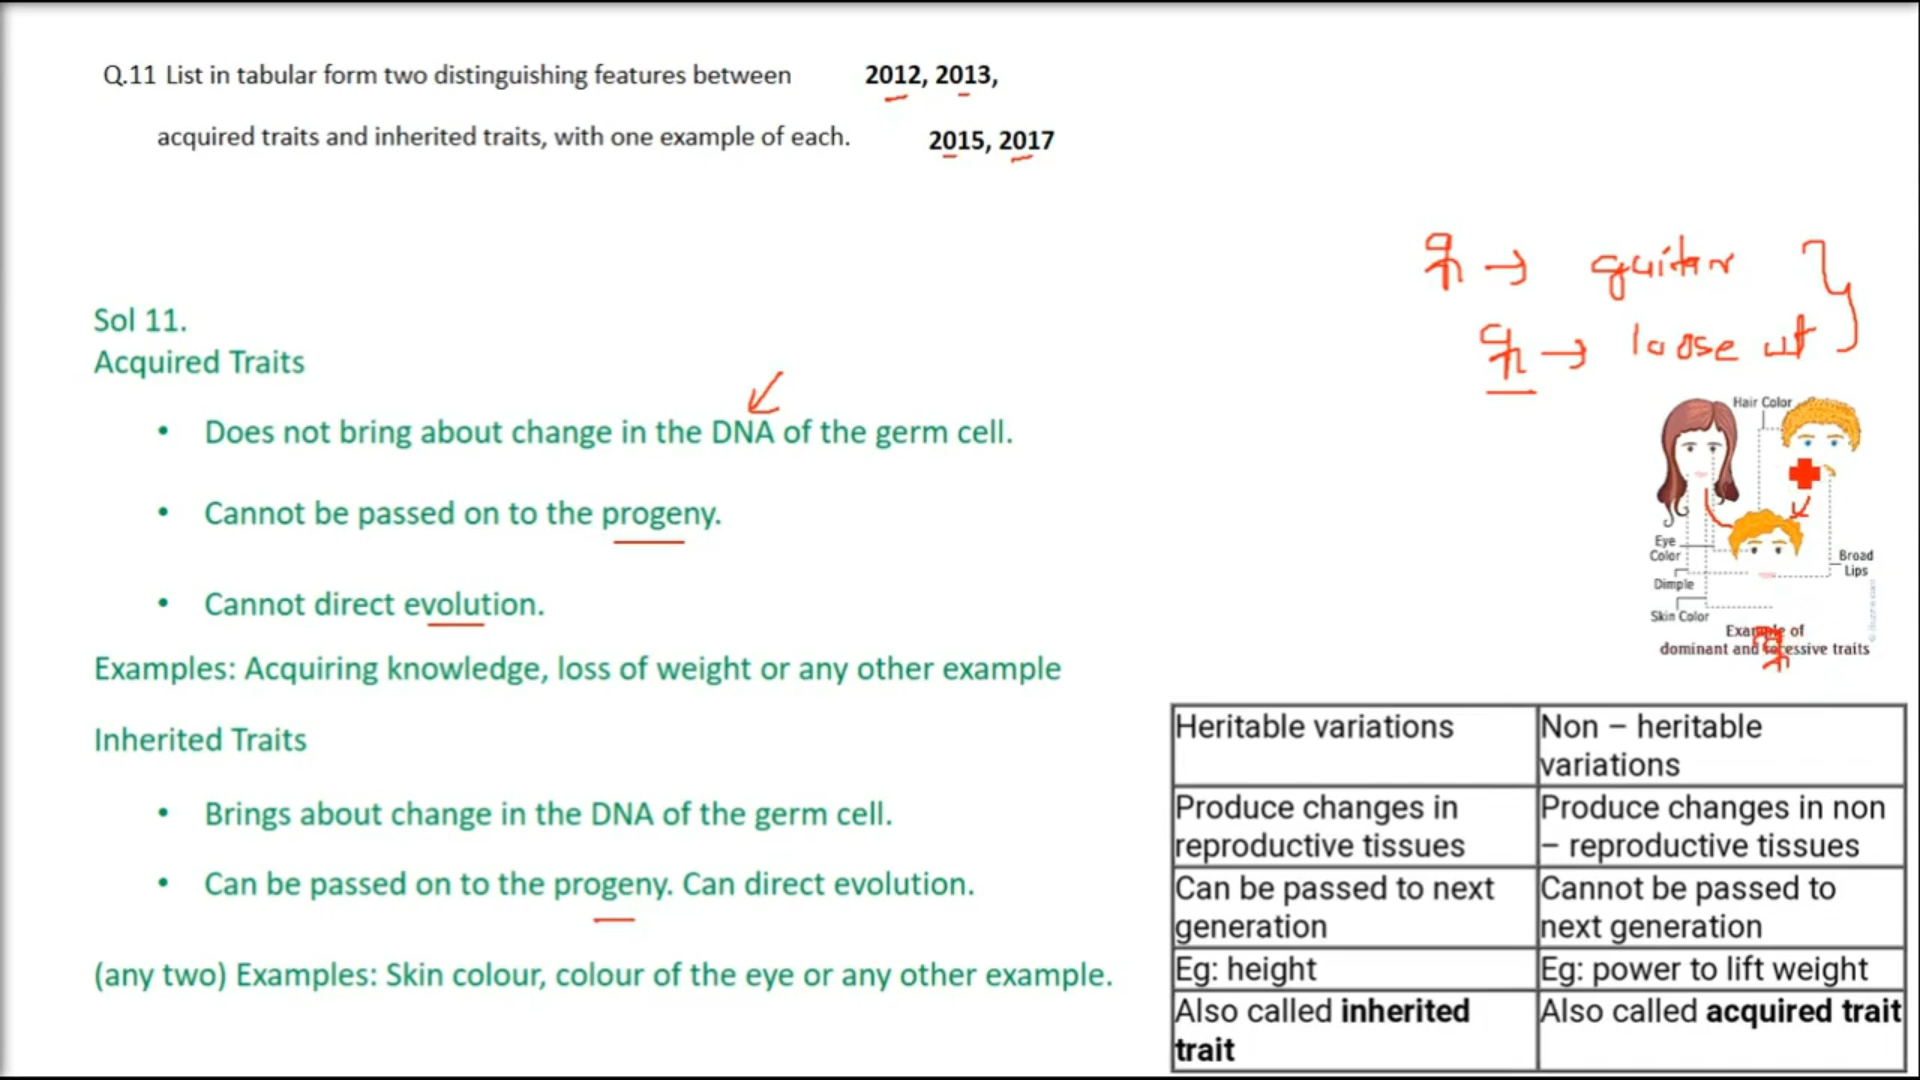 Q.11 List in tabular form two distinguishing features between 2012, 2013,
acquired traits and inherited traits, with one example of each. 2015, 2017
→ guitar
→ loose wt
Sol 11.
Acquired Traits
• Does not bring about change in the DNA of the germ cell.
• Cannot be passed on to the progeny.
• Cannot direct evolution.
Examples: Acquiring knowledge, loss of weight or any other example
Inherited Traits
• Brings about change in the DNA of the germ cell.
• Can be passed on to the progeny. Can direct evolution.
(any two) Examples: Skin colour, colour of the eye or any other example.
Hair Color
Eye
Color
Dimple
Skin Color
Broad
Lips
Example of
dominant and recessive traits
Heritable variations
Non – heritable
variations
Produce changes in
reproductive tissues
Produce changes in non
– reproductive tissues
Can be passed to next
generation
Cannot be passed to
next generation
Eg: height
Eg: power to lift weight
Also called inherited
trait
Also called acquired trait